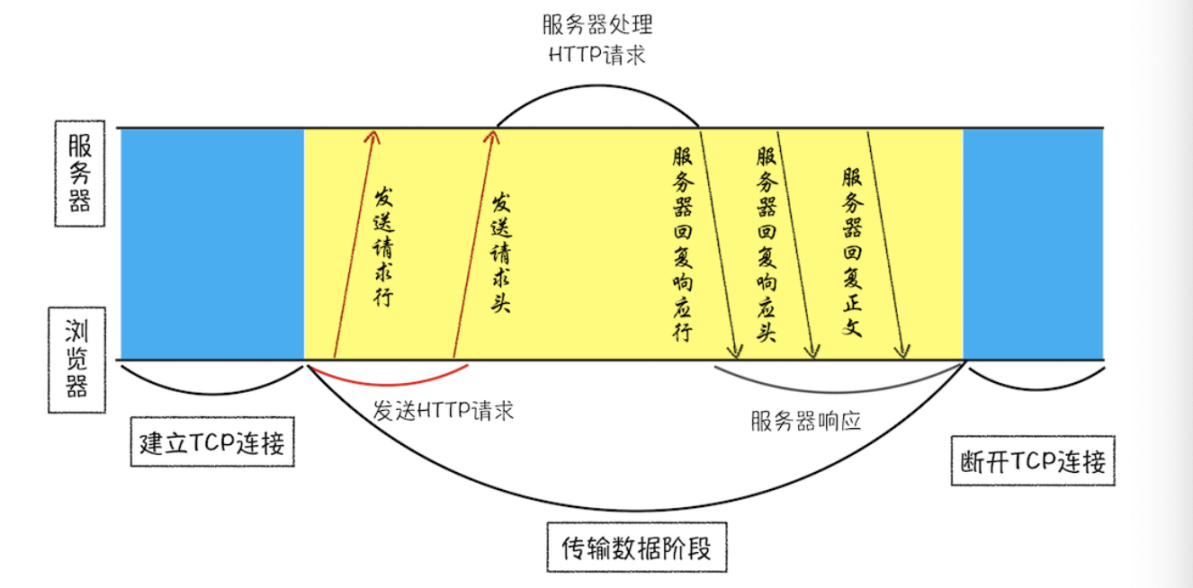 服务器处理
HTTP请求
服务器
发送请求行
发送请求头
服务器回复响应行
服务器回复响应头
服务器回复正文
浏览器
发送HTTP请求
服务器响应
建立TCP连接
断开TCP连接
传输数据阶段